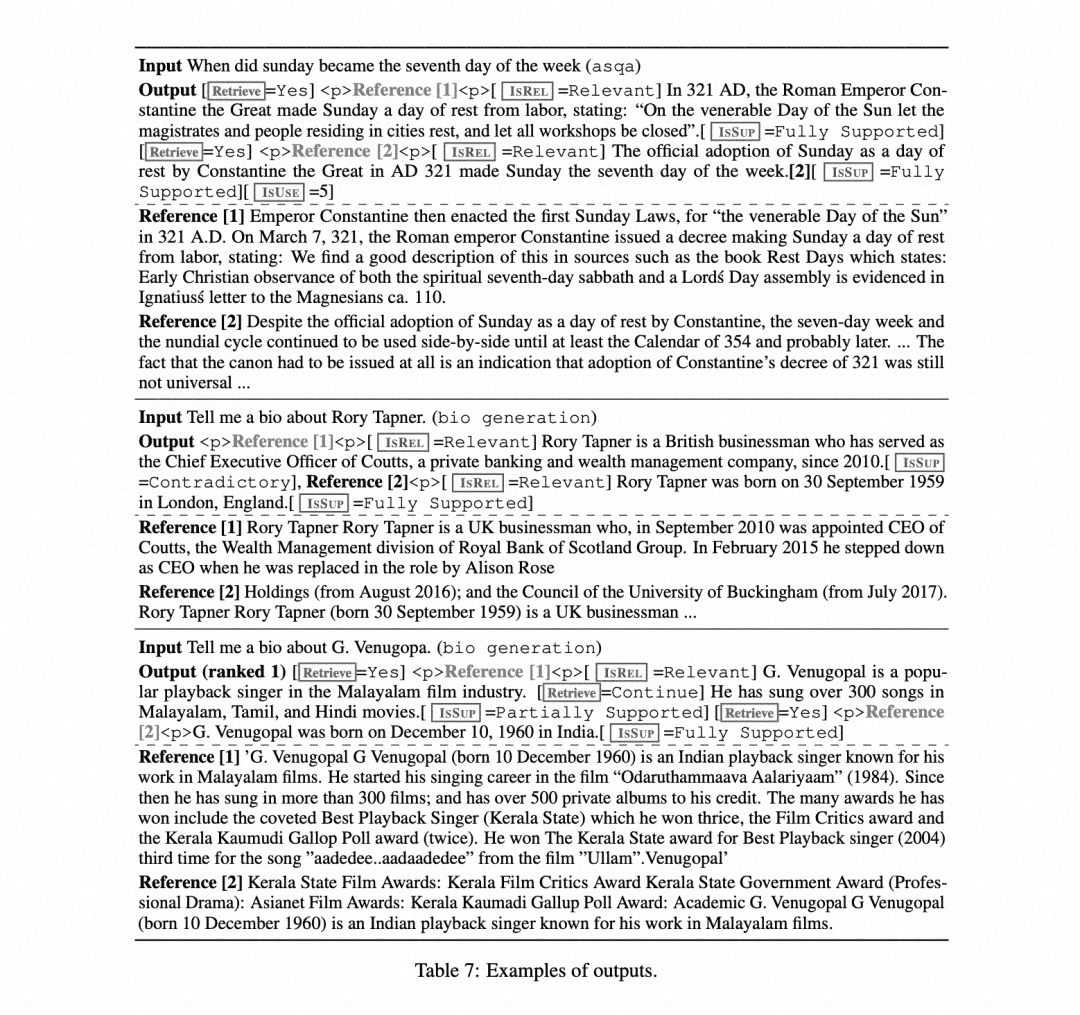 Input When did sunday became the seventh day of the week (asqa)
Output [Retrieve=Yes] <p>Reference [1]<p>[ ISREL =Relevant] In 321 AD, the Roman Emperor Con-
stantine the Great made Sunday a day of rest from labor, stating: “On the venerable Day of the Sun let the
magistrates and people residing in cities rest, and let all workshops be closed”.[ ISSUP =Fully Supported]
[Retrieve=Yes] <p>Reference [2]<p>[ ISREL =Relevant] The official adoption of Sunday as a day of
rest by Constantine the Great in AD 321 made Sunday the seventh day of the week.[2][ ISSUP =Fully
Supported][ ISUSE =5]
Reference [1] Emperor Constantine then enacted the first Sunday Laws, for “the venerable Day of the Sun”
in 321 A.D. On March 7, 321, the Roman emperor Constantine issued a decree making Sunday a day of rest
from labor, stating: We find a good description of this in sources such as the book Rest Days which states:
Early Christian observance of both the spiritual seventh-day sabbath and a Lordś Day assembly is evidenced in
Ignatiusś letter to the Magnesians ca. 110.
Reference [2] Despite the official adoption of Sunday as a day of rest by Constantine, the seven-day week and
the nundial cycle continued to be used side-by-side until at least the Calendar of 354 and probably later. ... The
fact that the canon had to be issued at all is an indication that adoption of Constantine’s decree of 321 was still
not universal ...
Input Tell me a bio about Rory Tapner. (bio generation)
Output <p>Reference [1]<p>[ ISREL =Relevant] Rory Tapner is a British businessman who has served as
the Chief Executive Officer of Coutts, a private banking and wealth management company, since 2010.[ ISSUP
=Contradictory], Reference [2]<p>[ ISREL =Relevant] Rory Tapner was born on 30 September 1959
in London, England.[ ISSUP =Fully Supported]
Reference [1] Rory Tapner Rory Tapner is a UK businessman who, in September 2010 was appointed CEO of
Coutts, the Wealth Management division of Royal Bank of Scotland Group. In February 2015 he stepped down
as CEO when he was replaced in the role by Alison Rose
Reference [2] Holdings (from August 2016); and the Council of the University of Buckingham (from July 2017).
Rory Tapner Rory Tapner (born 30 September 1959) is a UK businessman ...
Input Tell me a bio about G. Venugopa. (bio generation)
Output (ranked 1) [Retrieve=Yes] <p>Reference [1]<p>[ ISREL =Relevant] G. Venugopal is a popu-
lar playback singer in the Malayalam film industry. [Retrieve=Continue] He has sung over 300 songs in
Malayalam, Tamil, and Hindi movies.[ ISSUP =Partially Supported] [Retrieve=Yes] <p>Reference
[2]<p>G. Venugopal was born on December 10, 1960 in India.[ ISSUP =Fully Supported]
Reference [1] ’G. Venugopal G Venugopal (born 10 December 1960) is an Indian playback singer known for his
work in Malayalam films. He started his singing career in the film “Odaruthammaava Aalariyaam” (1984). Since
then he has sung in more than 300 films; and has over 500 private albums to his credit. The many awards he has
won include the coveted Best Playback Singer (Kerala State) which he won thrice, the Film Critics award and
the Kerala Kaumudi Gallop Poll award (twice). He won The Kerala State award for Best Playback singer (2004)
third time for the song ”aadedee..aadaadedee” from the film ”Ullam”.Venugopal’
Reference [2] Kerala State Film Awards: Kerala Film Critics Award Kerala State Government Award (Profes-
sional Drama): Asianet Film Awards: Kerala Kaumadi Gallup Poll Award: Academic G. Venugopal G Venugopal
(born 10 December 1960) is an Indian playback singer known for his work in Malayalam films.
Table 7: Examples of outputs.